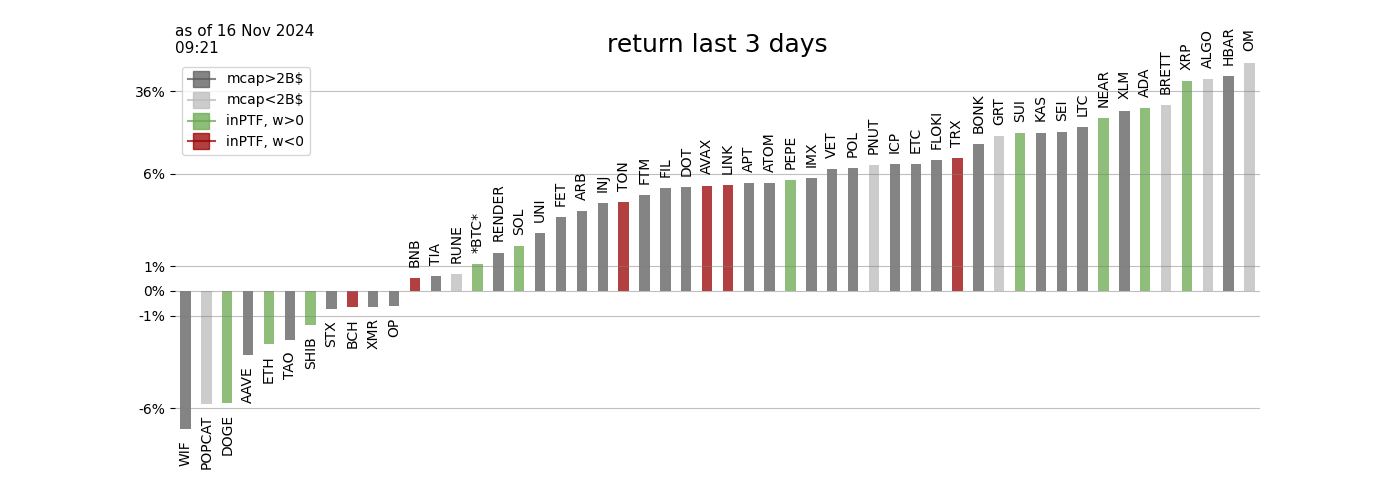 as of 16 Nov 2024
09:21
return last 3 days
mcap>2B$
mcap<2B$
inPTF, w>0
inPTF, w<0
36%
6%
1%
0%
-1%
-6%
WIF
POPCAT
DOGE
AAVE
ETH
TAO
SHIB
STX
BCH
XMR
OP
BNB
TIA
RUNE
*BTC*
RENDER
SOL
UNI
FET
ARB
INJ
TON
FTM
FIL
DOT
AVAX
LINK
APT
ATOM
PEPE
IMX
VET
POL
PNUT
ICP
ETC
FLOKI
TRX
BONK
GRT
SUI
KAS
SEI
LTC
NEAR
XLM
ADA
BRETT
XRP
ALGO
HBAR
OM